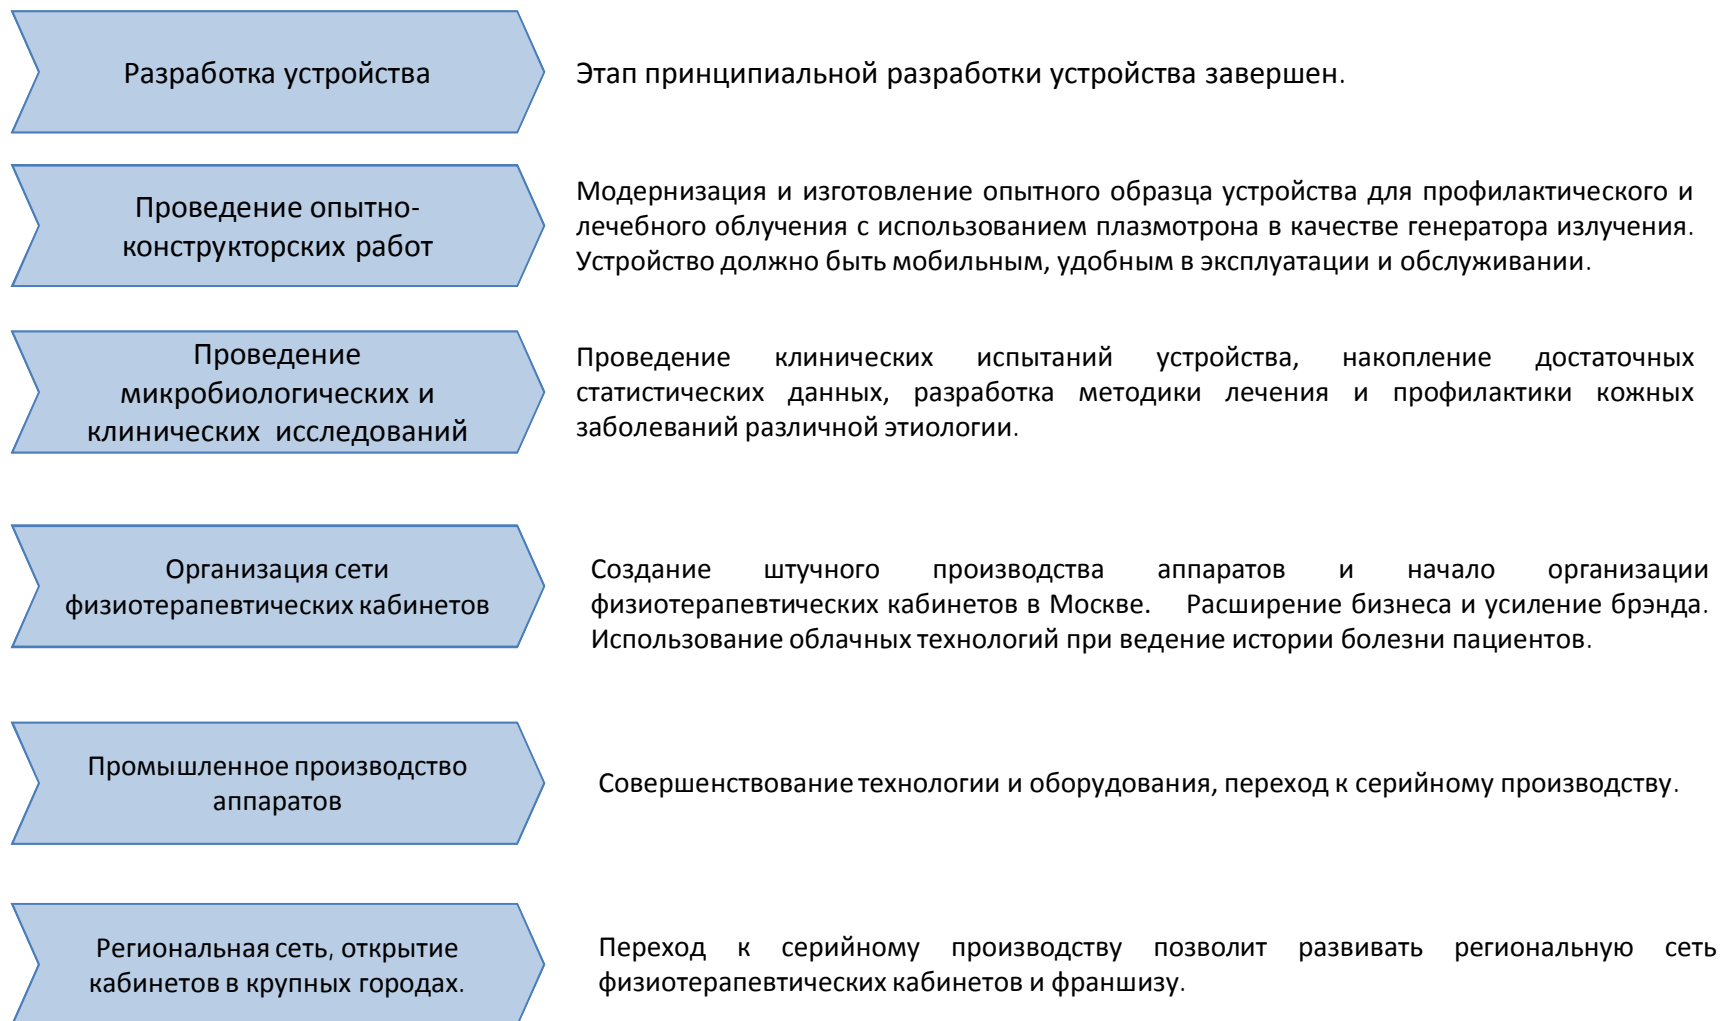 Разработка устройства
Этап принципиальной разработки устройства завершен.
Проведение опытно-
конструкторских работ
Модернизация и изготовление опытного образца устройства для профилактического и
лечебного облучения с использованием плазмотрона в качестве генератора излучения.
Устройство должно быть мобильным, удобным в эксплуатации и обслуживании.
Проведение
микробиологических и
клинических исследований
Проведение клинических испытаний устройства, накопление достаточных
статистических данных, разработка методики лечения и профилактики кожных
заболеваний различной этиологии.
Организация сети
физиотерапевтических кабинетов
Создание штучного производства аппаратов и начало организации
физиотерапевтических кабинетов в Москве. Расширение бизнеса и усиление брэнда.
Использование облачных технологий при ведение истории болезни пациентов.
Промышленное производство
аппаратов
Совершенствование технологии и оборудования, переход к серийному производству.
Региональная сеть, открытие
кабинетов в крупных городах.
Переход к серийному производству позволит развивать региональную сеть
физиотерапевтических кабинетов и франшизу.